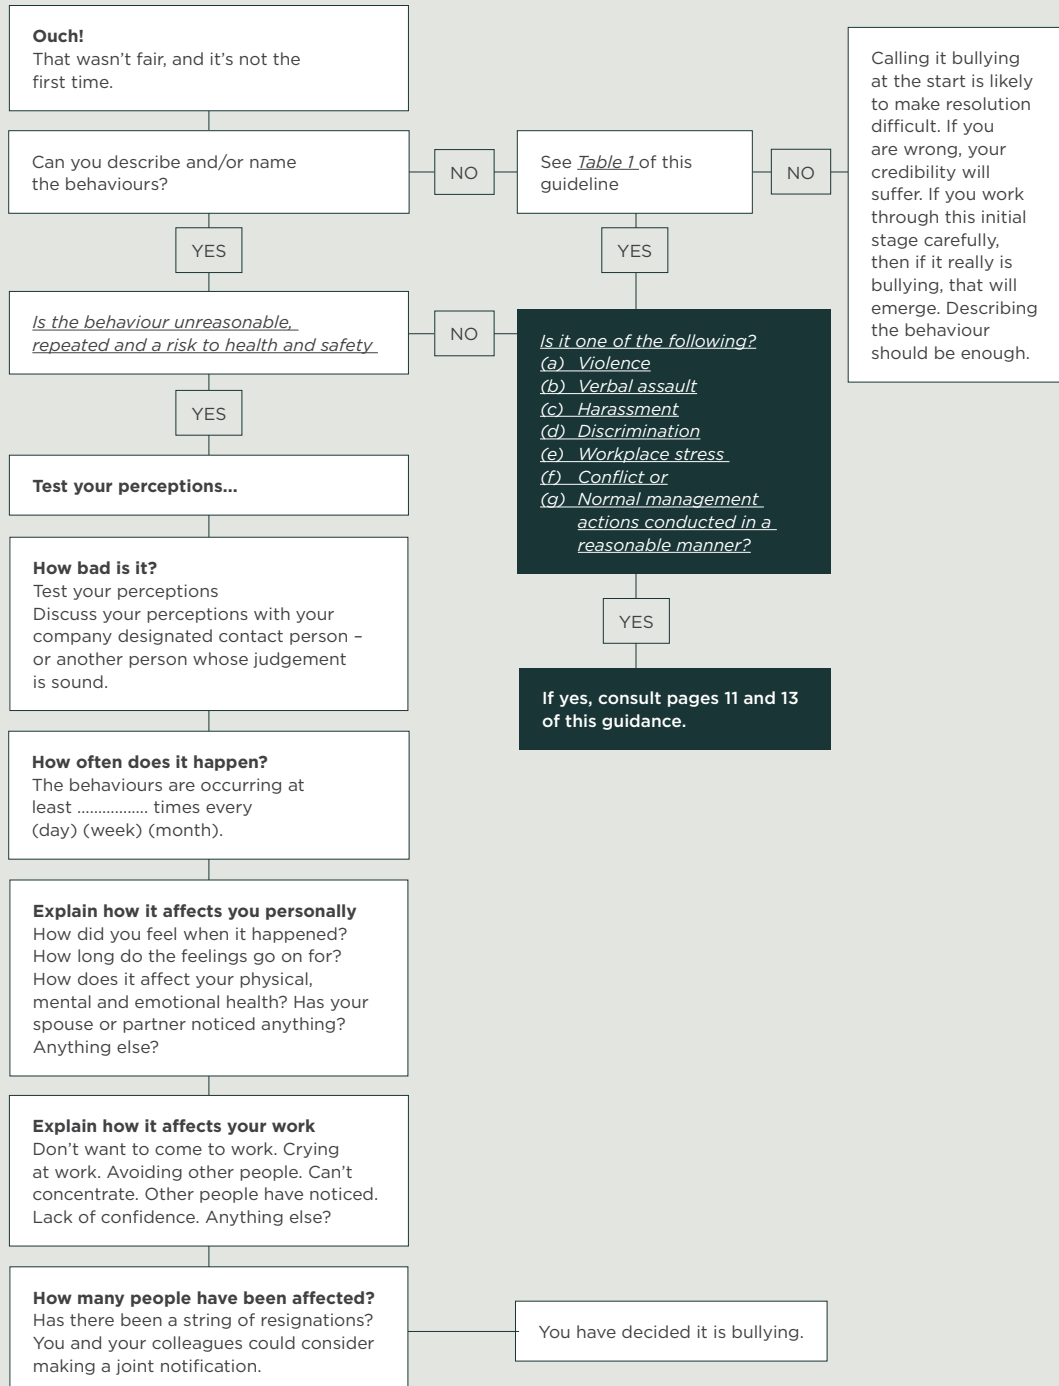 Ouch!
That wasn't fair, and it's not the
first time.
Can you describe and/or name
the behaviours?
NO
See Table 1 of this
guideline
NO
Calling it bullying
at the start is likely
to make resolution
difficult. If you
are wrong, your
credibility will
suffer. If you work
through this initial
stage carefully,
then if it really is
bullying, that will
emerge. Describing
the behaviour
should be enough.
YES
YES
Is the behaviour unreasonable,
repeated and a risk to health and safety
NO
Is it one of the following?
(a) Violence
(b) Verbal assault
(c) Harassment
(d) Discrimination
(e) Workplace stress
(f) Conflict or
(g) Normal management
actions conducted in a
reasonable manner?
YES
Test your perceptions...
How bad is it?
Test your perceptions
Discuss your perceptions with your
company designated contact person –
or another person whose judgement
is sound.
YES
If yes, consult pages 11 and 13
of this guidance.
How often does it happen?
The behaviours are occurring at
least ................. times every
(day) (week) (month).
Explain how it affects you personally
How did you feel when it happened?
How long do the feelings go on for?
How does it affect your physical,
mental and emotional health? Has your
spouse or partner noticed anything?
Anything else?
Explain how it affects your work
Don't want to come to work. Crying
at work. Avoiding other people. Can't
concentrate. Other people have noticed.
Lack of confidence. Anything else?
How many people have been affected?
Has there been a string of resignations?
You and your colleagues could consider
making a joint notification.
You have decided it is bullying.